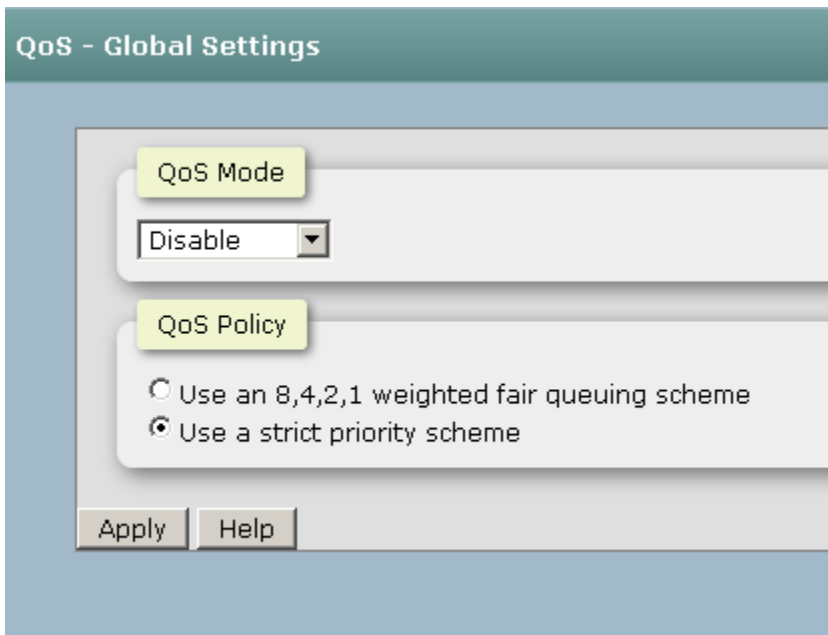 QoS - Global Settings
QoS Mode
Disable
QoS Policy
Use an 8,4,2,1 weighted fair queuing scheme
Use a strict priority scheme
Apply Help